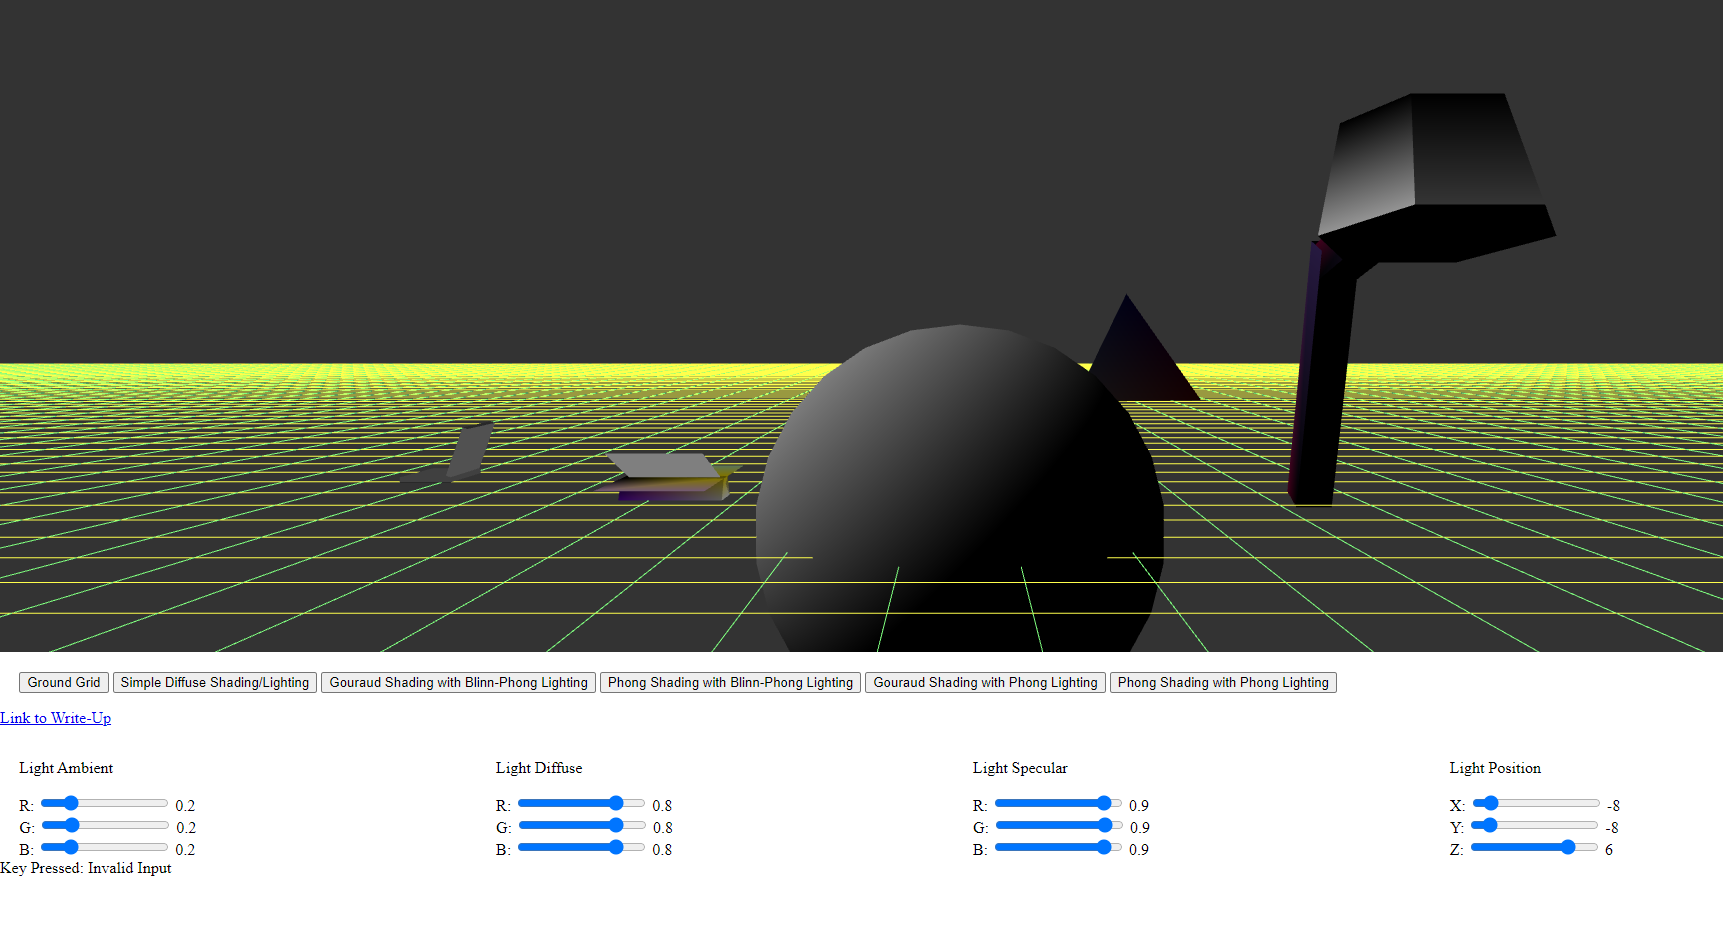 Ground Grid Simple Diffuse Shading/Lighting Gouraud Shading with Blinn-Phong Lighting Phong Shading with Blinn-Phong Lighting Gouraud Shading with Phong Lighting Phong Shading with Phong Lighting
Link to Write-Up
Light Ambient Light Diffuse Light Specular Light Position
R: 0.2 R: 0.8 R: 0.9 X: -8
G: 0.2 G: 0.8 G: 0.9 Y: -8
B: 0.2 B: 0.8 B: 0.9 Z: 6
Key Pressed: Invalid Input